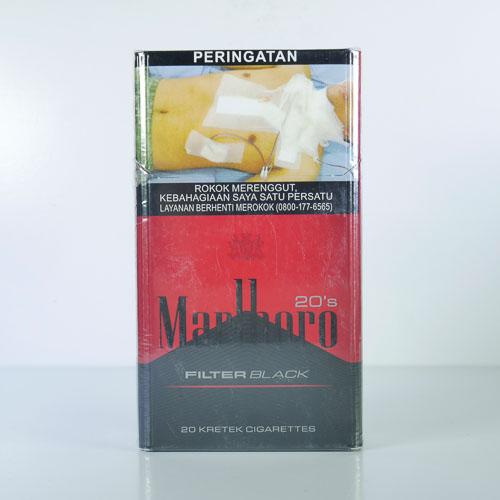 PERINGATAN
ROKOK MERENGGUT,
KEBAHAGIAAN SAYA SATU PERSATU
LAYANAN BERHENTI MEROKOK (0800-177-6565)
20's
Marlboro
FILTER BLACK
20 KRETEK CIGARETTES